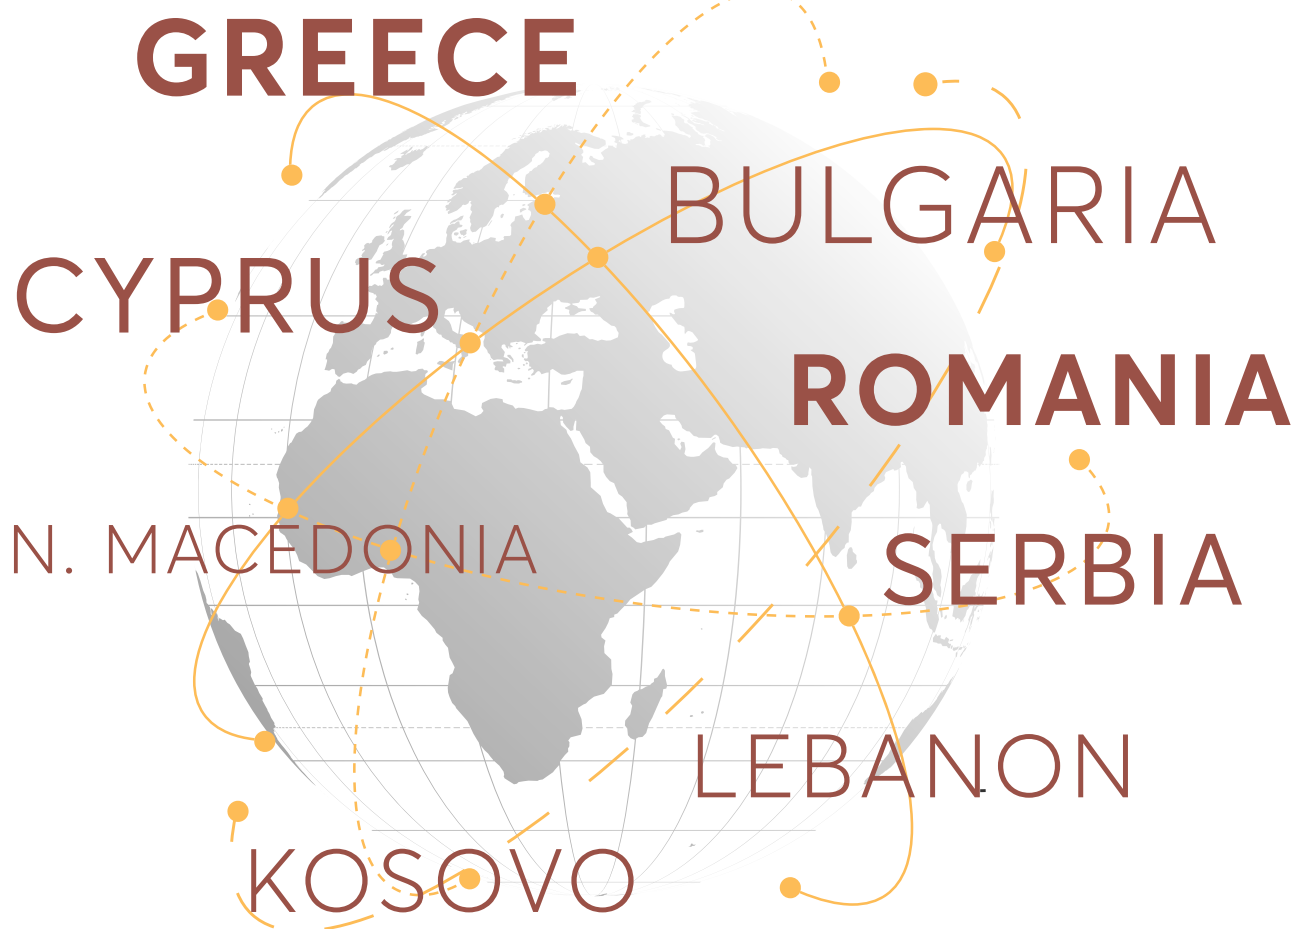 GREECE
BULGARIA
CYPRUS
ROMANIA
N. MACEDONIA
SERBIA
LEBANON
KOSOVO